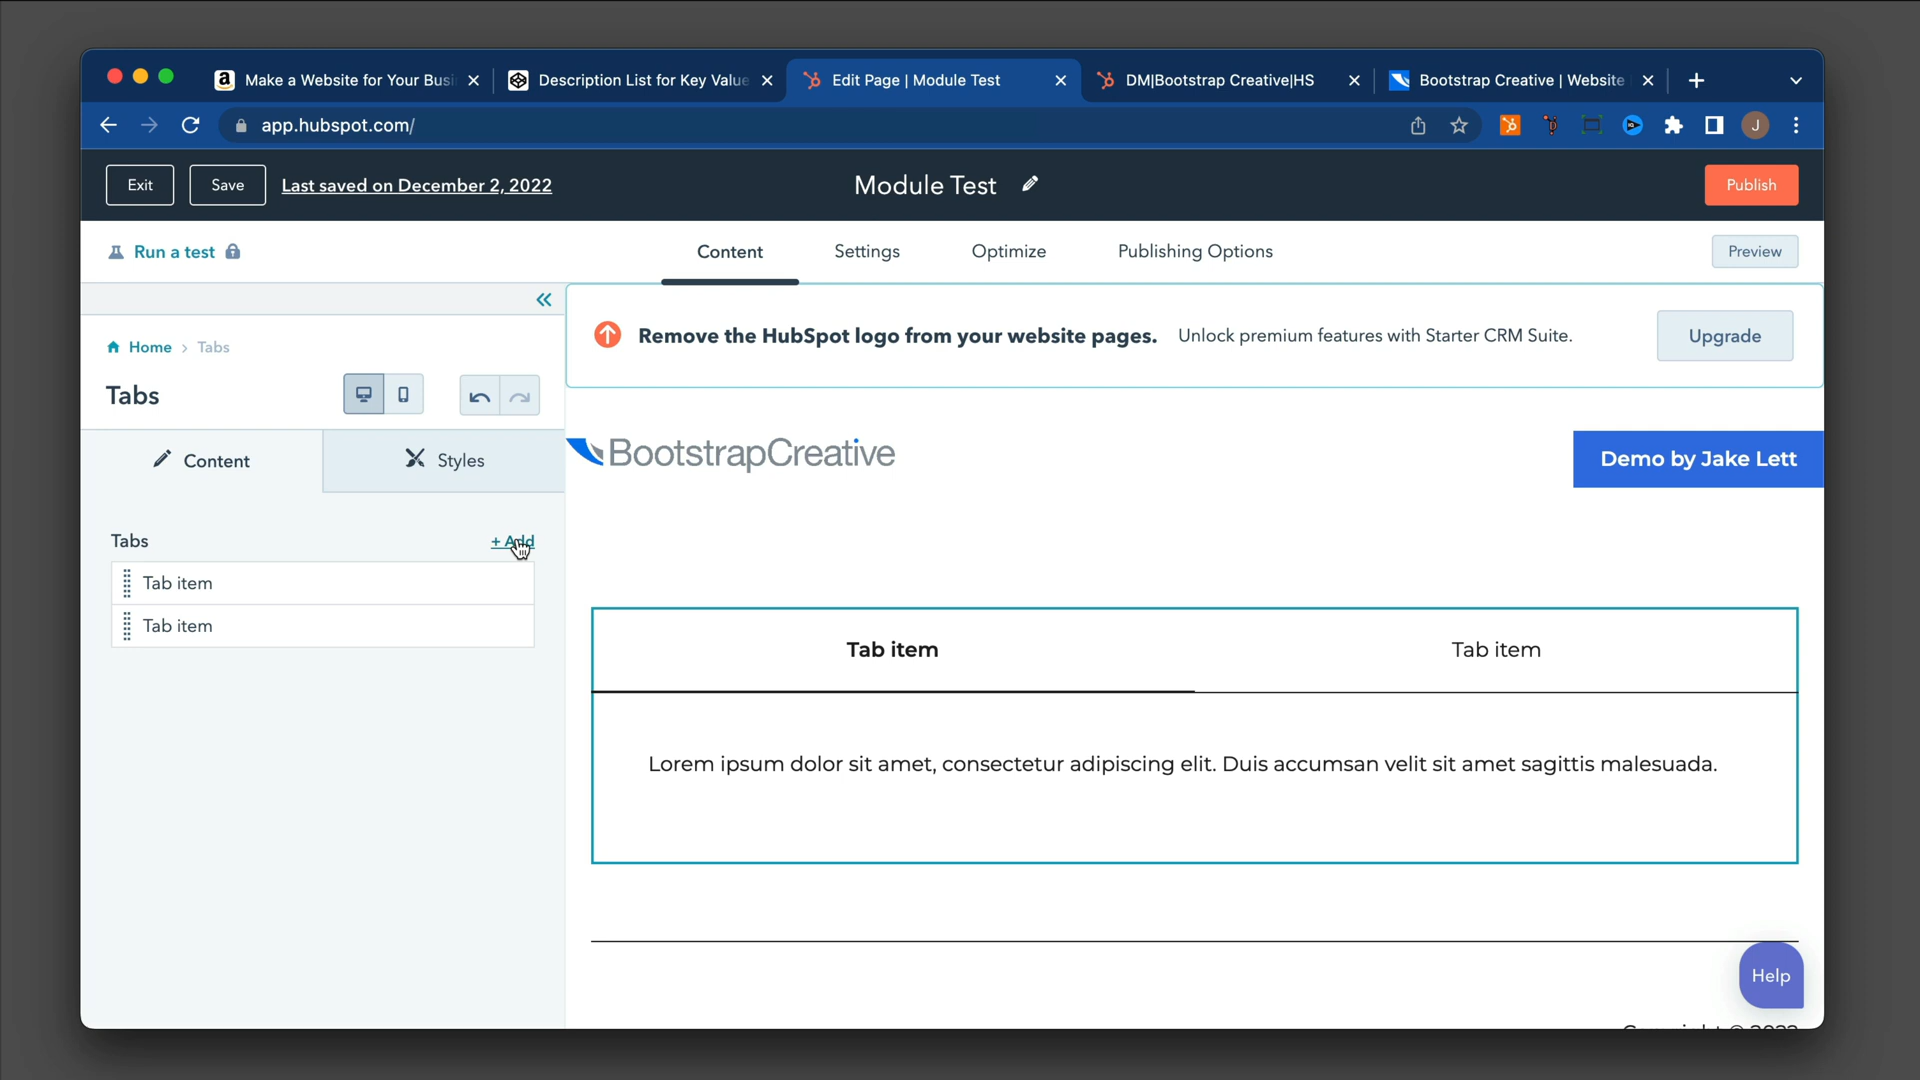 Make a Website for Your Busi
Description List for Key Value
Edit Page | Module Test
DM|Bootstrap Creative|HS
Bootstrap Creative | Website
app.hubspot.com/
J
Exit
Save
Last saved on December 2, 2022
Module Test
Publish
Run a test
Content
Settings
Optimize
Publishing Options
Preview
Remove the HubSpot logo from your website pages.
Unlock premium features with Starter CRM Suite.
Upgrade
Home > Tabs
Tabs
Content
Styles
BootstrapCreative
Demo by Jake Lett
Tabs
+ Add
Tab item
Tab item
Tab item
Tab item
Lorem ipsum dolor sit amet, consectetur adipiscing elit. Duis accumsan velit sit amet sagittis malesuada.
Help